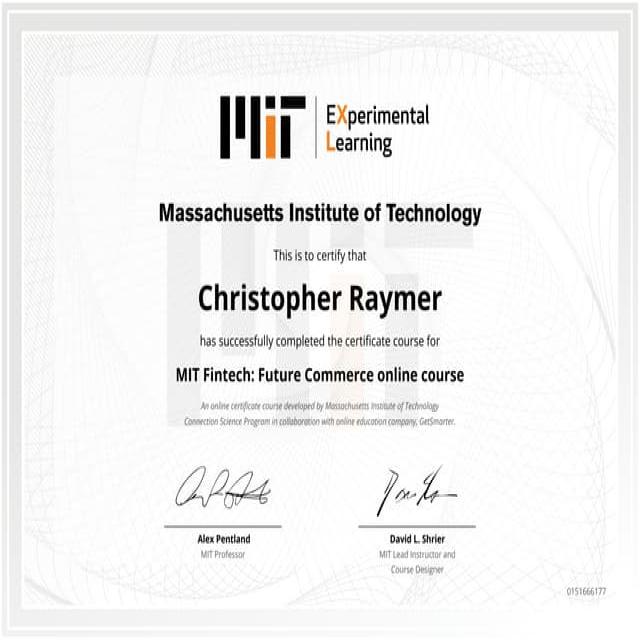 MIT
EXperimental
Learning
Massachusetts Institute of Technology
This is to certify that
Christopher Raymer
has successfully completed the certificate course for
MIT Fintech: Future Commerce online course
An online certificate course developed by Massachusetts Institute of Technology
Connection Science Program in collaboration with online education company, GetSmarter.
Alex Pentland
MIT Professor
David L. Shrier
MIT Lead Instructor and
Course Designer
0151666177